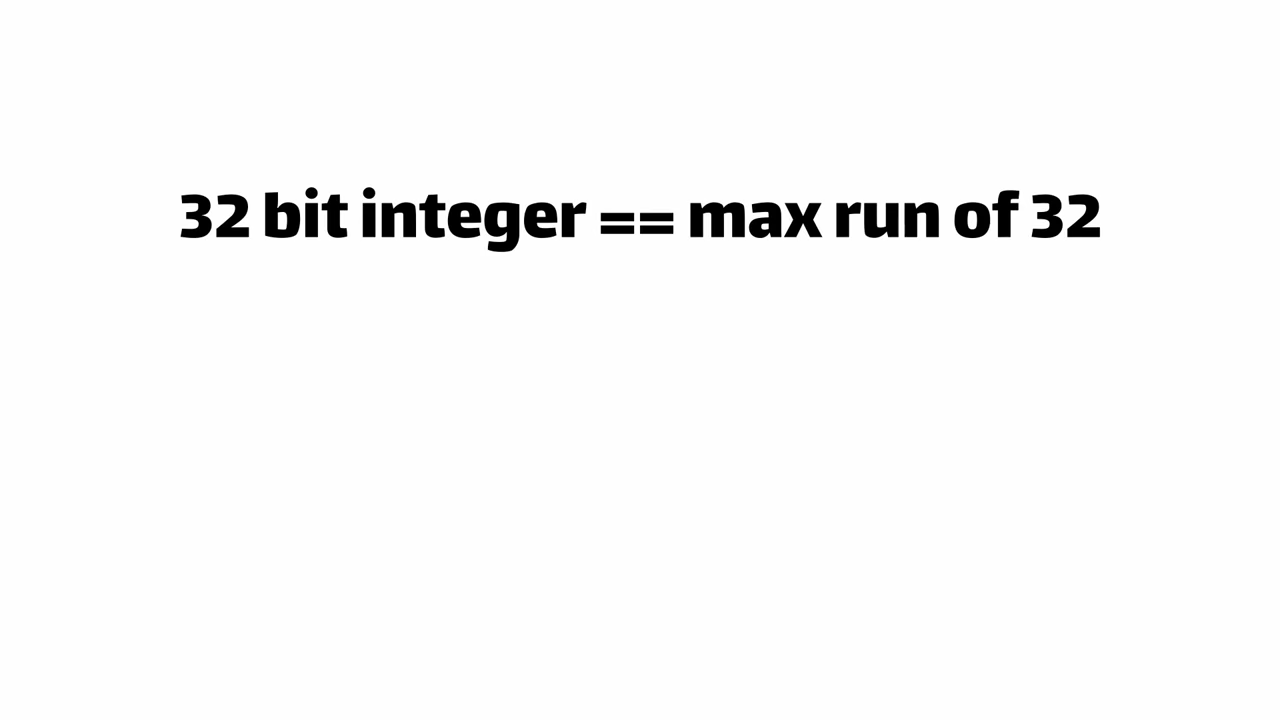 32 bit integer == max run of 32